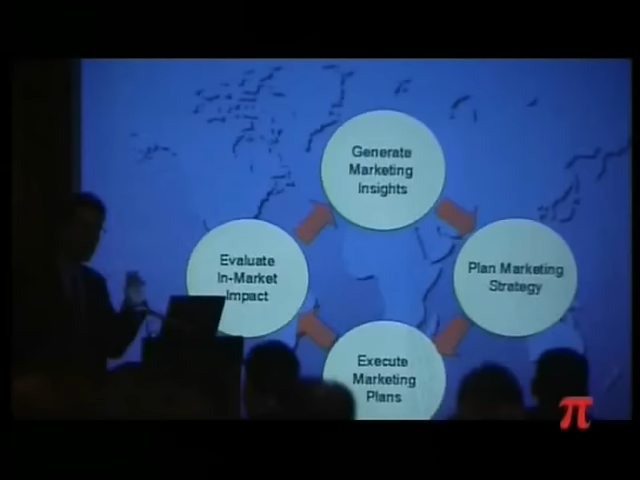 Generate
Marketing
Insights
Evaluate
In-Market
Impact
Plan Marketing
Strategy
Execute
Marketing
Plans
π